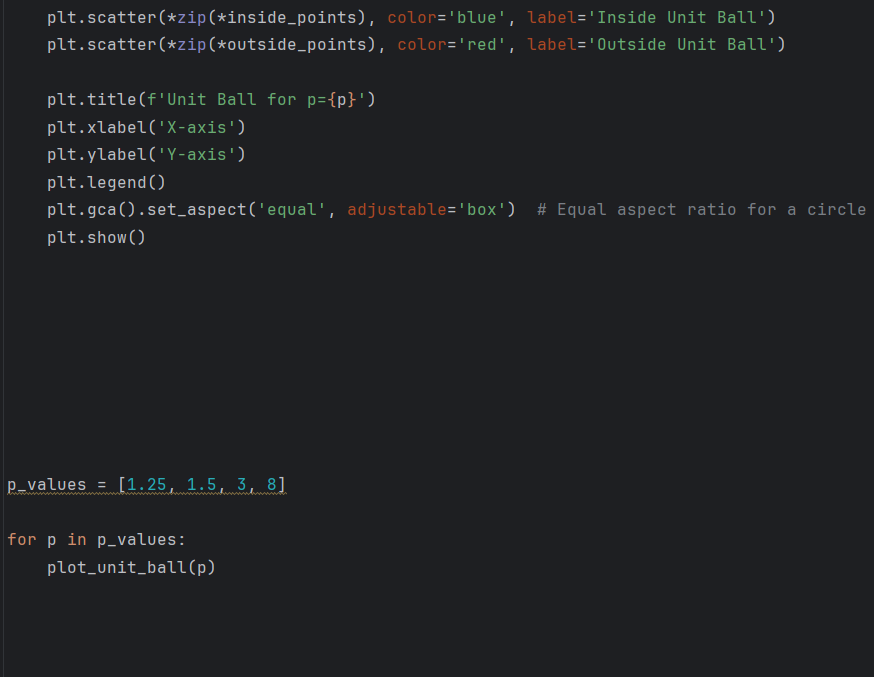 plt.scatter(*zip(*inside_points), color='blue', label='Inside Unit Ball')
plt.scatter(*zip(*outside_points), color='red', label='Outside Unit Ball')
plt.title(f'Unit Ball for p={p}')
plt.xlabel('X-axis')
plt.ylabel('Y-axis')
plt.legend()
plt.gca().set_aspect('equal', adjustable='box')  # Equal aspect ratio for a circle
plt.show()
p_values = [1.25, 1.5, 3, 8]
for p in p_values:
    plot_unit_ball(p)